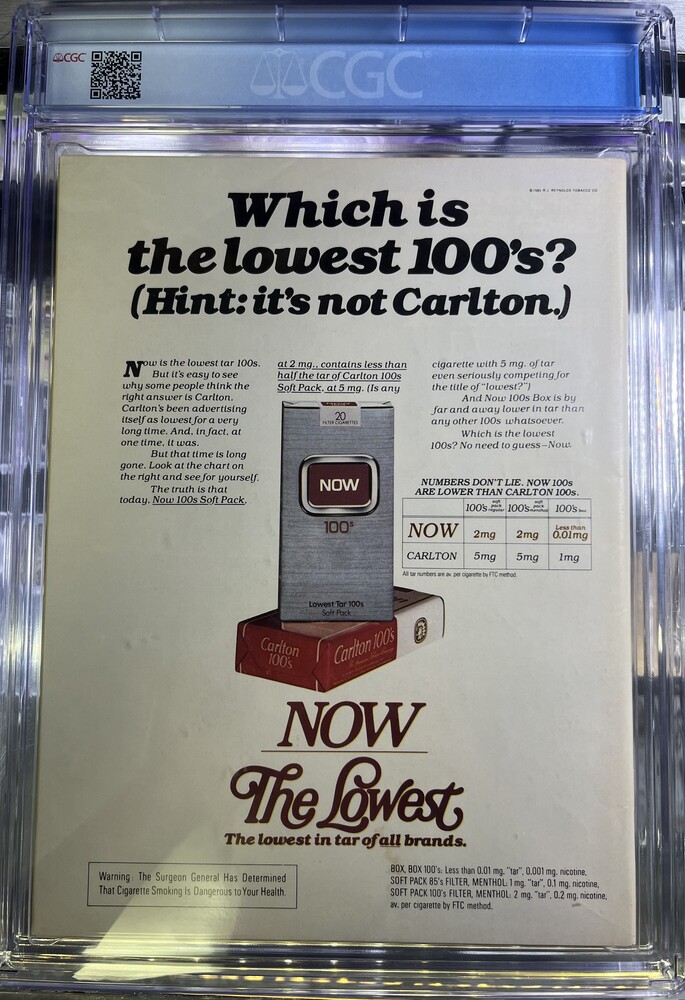 CGC
CGC
©1981 R.J. REYNOLDS TOBACCO CO.
Which is
the lowest 100's?
(Hint: it's not Carlton.)
Now is the lowest tar 100s.
But it's easy to see
why some people think the
right answer is Carlton.
Carlton's been advertising
itself as lowest for a very
long time. And, in fact, at
one time, it was.
But that time is long
gone. Look at the chart on
the right and see for yourself.
The truth is that
today, Now 100s Soft Pack,
at 2 mg., contains less than
half the tar of Carlton 100s
Soft Pack, at 5 mg. (Is any
cigarette with 5 mg. of tar
even seriously competing for
the title of "lowest?")
And Now 100s Box is by
far and away lower in tar than
any other 100s whatsoever.
Which is the lowest
100s? No need to guess–Now.
20
FILTER CIGARETTES
NOW
100s
Lowest Tar 100s
Soft Pack
Carlton
100's
Carlton 100's
NUMBERS DON'T LIE. NOW 100s
ARE LOWER THAN CARLTON 100s.
100's soft pack regular 100's soft pack menthol 100's box
NOW 2mg 2mg Less than 0.01mg
CARLTON 5mg 5mg 1mg
All tar numbers are av. per cigarette by FTC method.
NOW
The Lowest
The lowest in tar of all brands.
Warning: The Surgeon General Has Determined
That Cigarette Smoking Is Dangerous to Your Health.
BOX, BOX 100's: Less than 0.01 mg. "tar", 0.001 mg. nicotine,
SOFT PACK 85's FILTER, MENTHOL: 1 mg. "tar", 0.1 mg. nicotine,
SOFT PACK 100's FILTER, MENTHOL: 2 mg. "tar", 0.2 mg. nicotine,
av. per cigarette by FTC method.